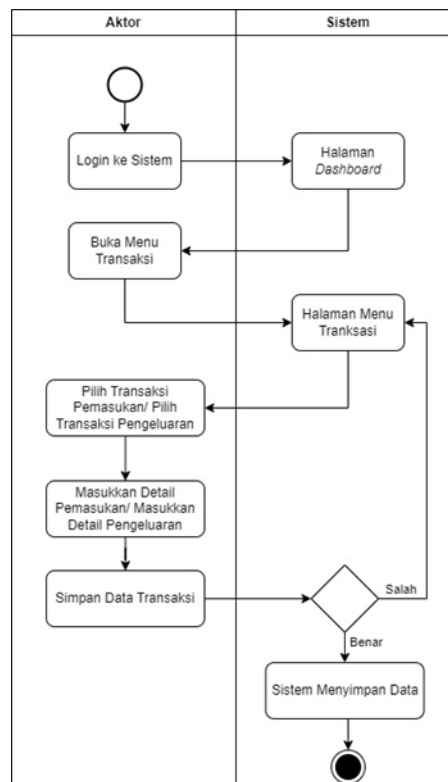 Aktor
Sistem
Login ke Sistem
Halaman
Dashboard
Buka Menu
Transaksi
Halaman Menu
Tranksasi
Pilih Transaksi
Pemasukan/ Pilih
Transaksi Pengeluaran
Masukkan Detail
Pemasukan/ Masukkan
Detail Pengeluaran
Simpan Data Transaksi
Salah
Benar
Sistem Menyimpan Data